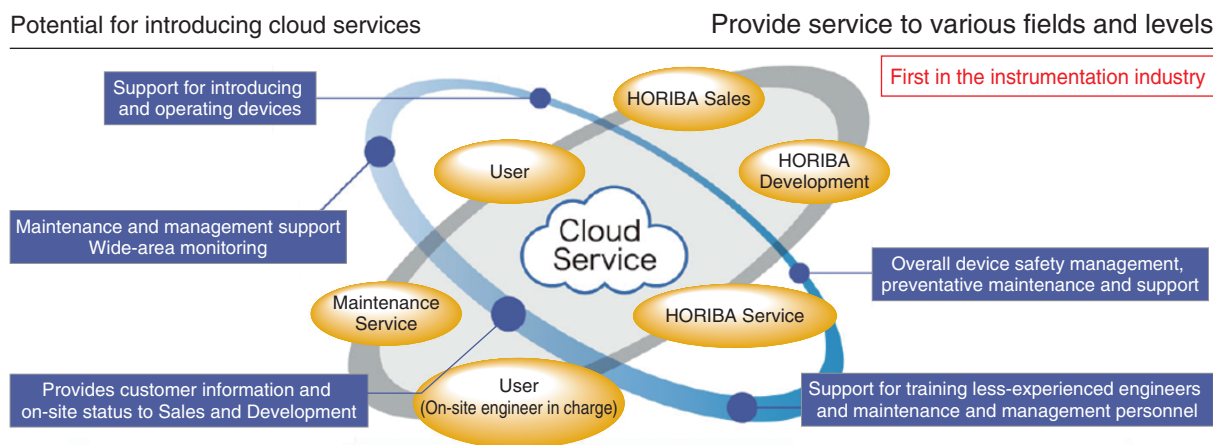 Potential for introducing cloud services
Provide service to various fields and levels
First in the instrumentation industry
Support for introducing
and operating devices
HORIBA Sales
User
HORIBA
Development
Maintenance and management support
Wide-area monitoring
Cloud
Service
Overall device safety management,
preventative maintenance and support
Maintenance
Service
HORIBA Service
Provides customer information and
on-site status to Sales and Development
User
(On-site engineer in charge)
Support for training less-experienced engineers
and maintenance and management personnel